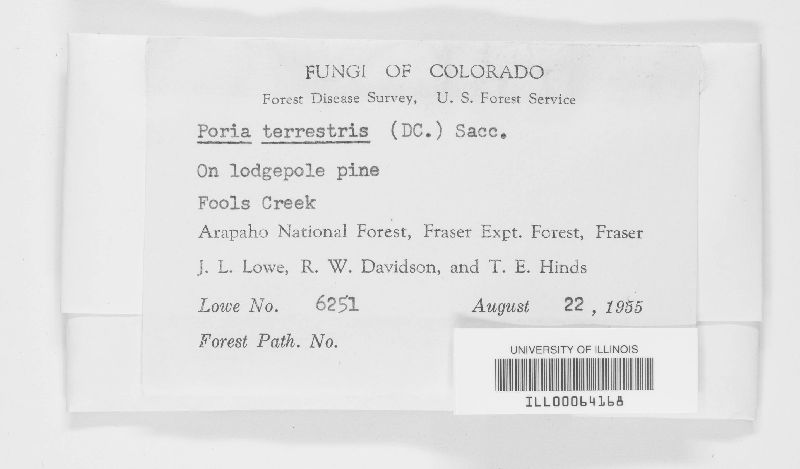 FUNGI OF COLORADO
Forest Disease Survey, U. S. Forest Service
Poria terrestris (DC.) Sacc.
On lodgepole pine
Fools Creek
Arapaho National Forest, Fraser Expt. Forest, Fraser
J. L. Lowe, R. W. Davidson, and T. E. Hinds
Lowe No. 6251 August 22, 1955
Forest Path. No.
UNIVERSITY OF ILLINOIS
ILL00064168